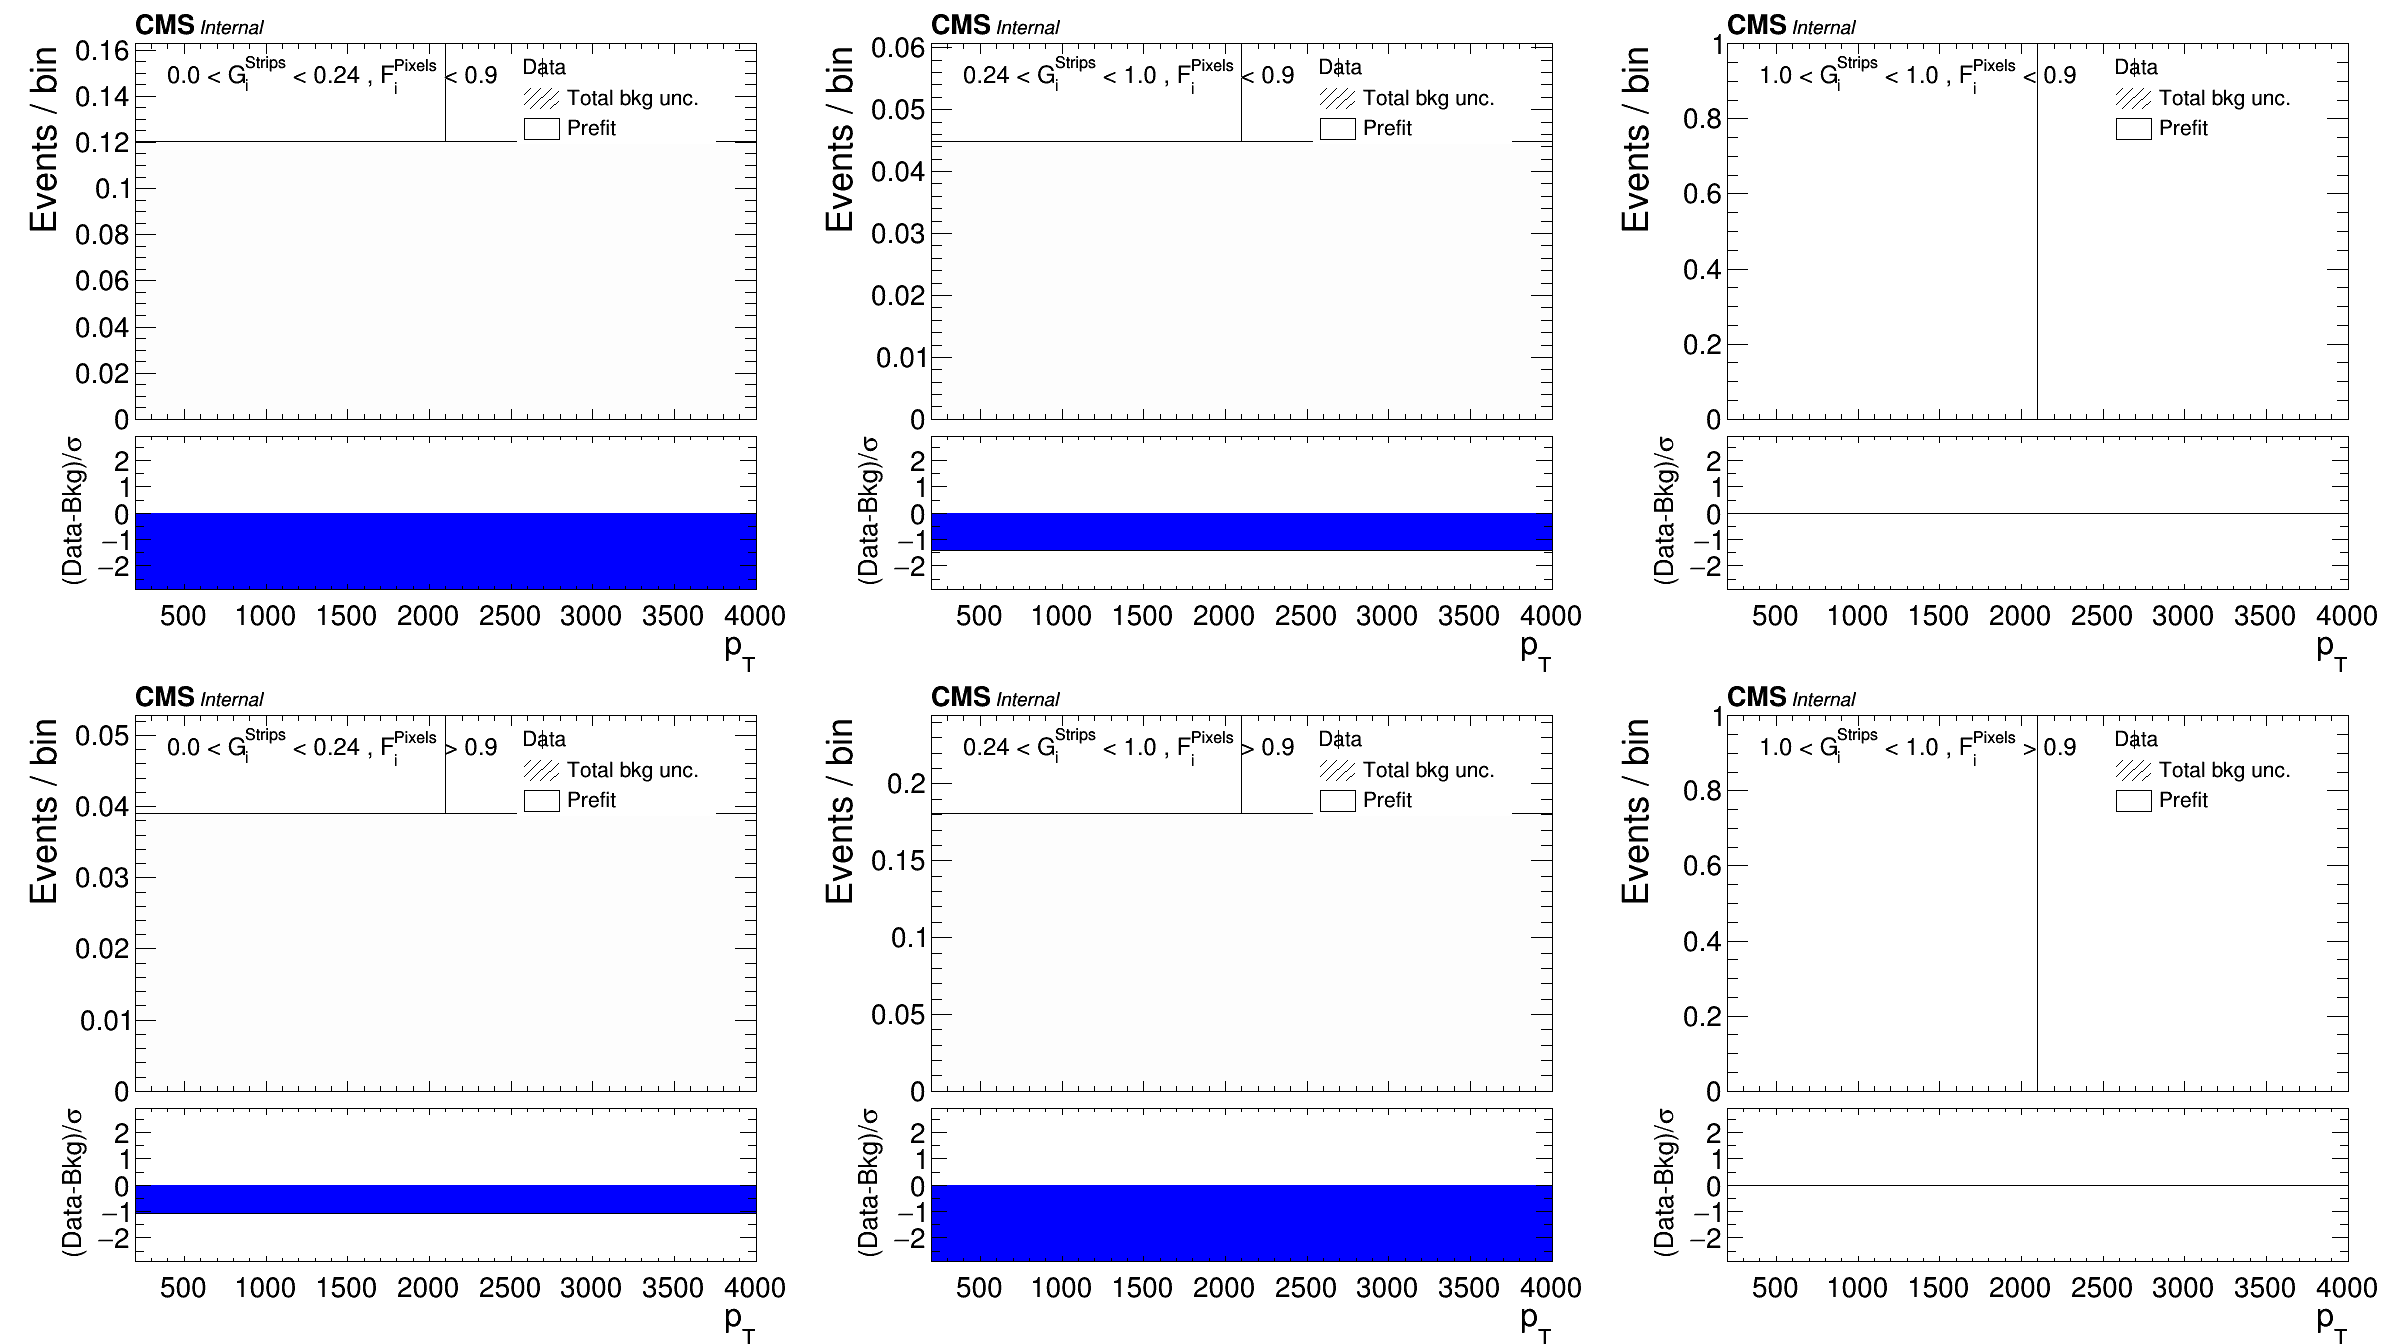 CMS Internal
Events / bin
0.0 < G_i^Strips < 0.24 , F_i^Pixels < 0.9
Data
Total bkg unc.
Prefit
0.16
0.14
0.12
0.1
0.08
0.06
0.04
0.02
0
(Data-Bkg)/σ
2
1
0
−1
−2
500 1000 1500 2000 2500 3000 3500 4000
p_T
CMS Internal
Events / bin
0.24 < G_i^Strips < 1.0 , F_i^Pixels < 0.9
Data
Total bkg unc.
Prefit
0.06
0.05
0.04
0.03
0.02
0.01
0
(Data-Bkg)/σ
2
1
0
−1
−2
500 1000 1500 2000 2500 3000 3500 4000
p_T
CMS Internal
Events / bin
1.0 < G_i^Strips < 1.0 , F_i^Pixels < 0.9
Data
Total bkg unc.
Prefit
1
0.8
0.6
0.4
0.2
0
(Data-Bkg)/σ
2
1
0
−1
−2
500 1000 1500 2000 2500 3000 3500 4000
p_T
CMS Internal
Events / bin
0.0 < G_i^Strips < 0.24 , F_i^Pixels > 0.9
Data
Total bkg unc.
Prefit
0.05
0.04
0.03
0.02
0.01
0
(Data-Bkg)/σ
2
1
0
−1
−2
500 1000 1500 2000 2500 3000 3500 4000
p_T
CMS Internal
Events / bin
0.24 < G_i^Strips < 1.0 , F_i^Pixels > 0.9
Data
Total bkg unc.
Prefit
0.2
0.15
0.1
0.05
0
(Data-Bkg)/σ
2
1
0
−1
−2
500 1000 1500 2000 2500 3000 3500 4000
p_T
CMS Internal
Events / bin
1.0 < G_i^Strips < 1.0 , F_i^Pixels > 0.9
Data
Total bkg unc.
Prefit
1
0.8
0.6
0.4
0.2
0
(Data-Bkg)/σ
2
1
0
−1
−2
500 1000 1500 2000 2500 3000 3500 4000
p_T